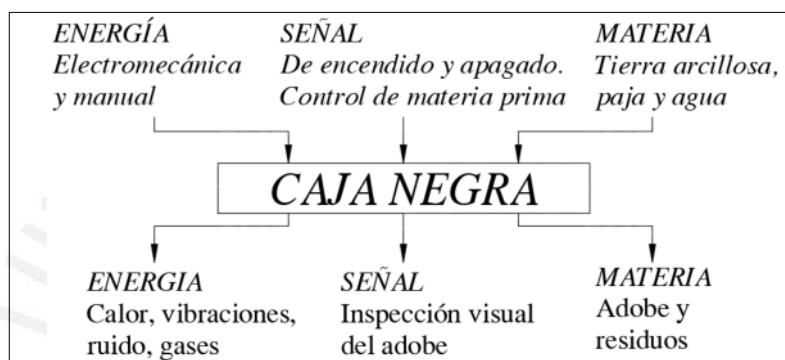 ENERGÍA
Electromecánica
y manual
SEÑAL
De encendido y apagado.
Control de materia prima
MATERIA
Tierra arcillosa,
paja y agua
CAJA NEGRA
ENERGIA
Calor, vibraciones,
ruido, gases
SEÑAL
Inspección visual
del adobe
MATERIA
Adobe y
residuos